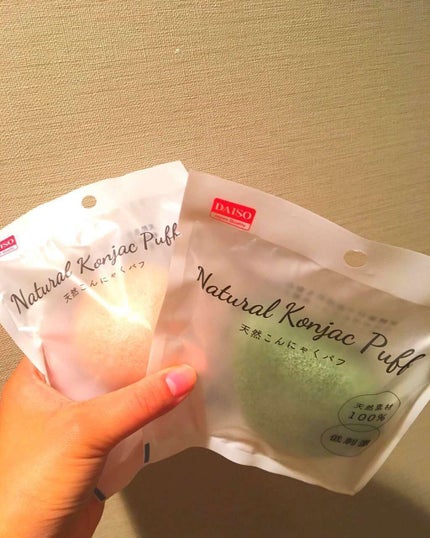 DAISO
Natural Konjac Puff
天然こんにゃくパフ
DAISO
Natural Konjac Puff
天然こんにゃくパフ
天然素材
100%
低刺激